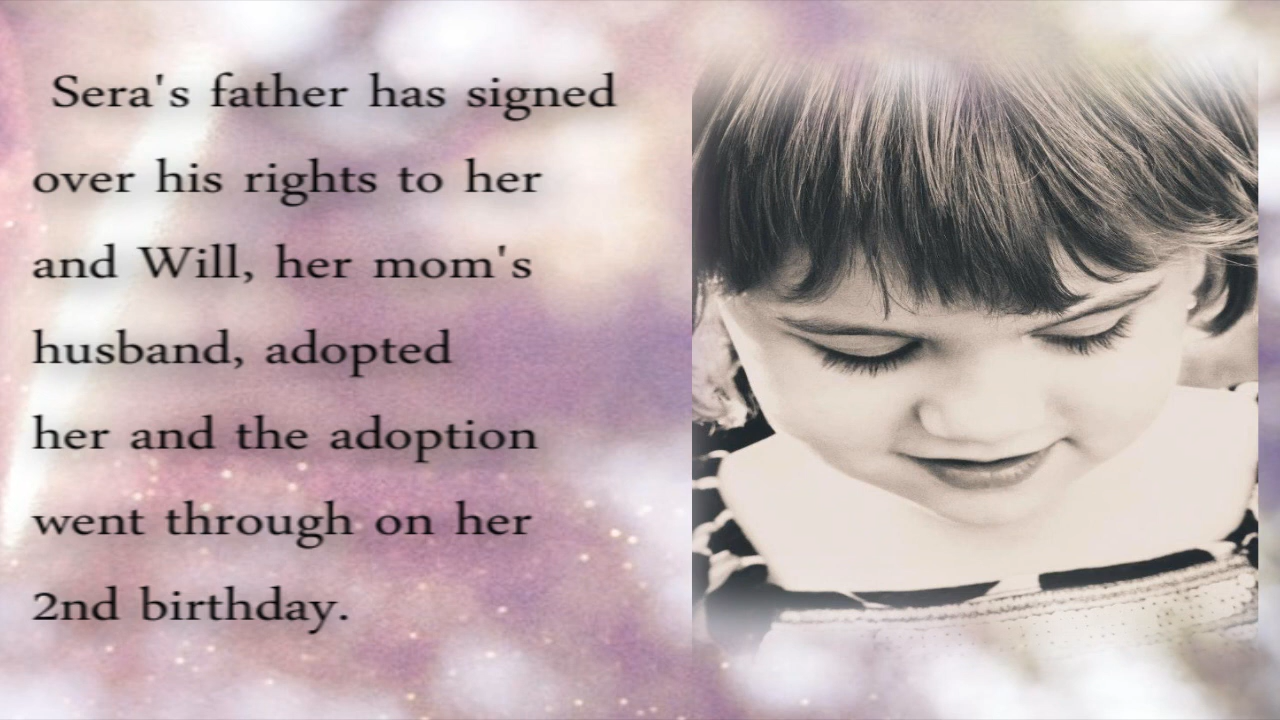 Sera's father has signed
over his rights to her
and Will, her mom's
husband, adopted
her and the adoption
went through on her
2nd birthday.